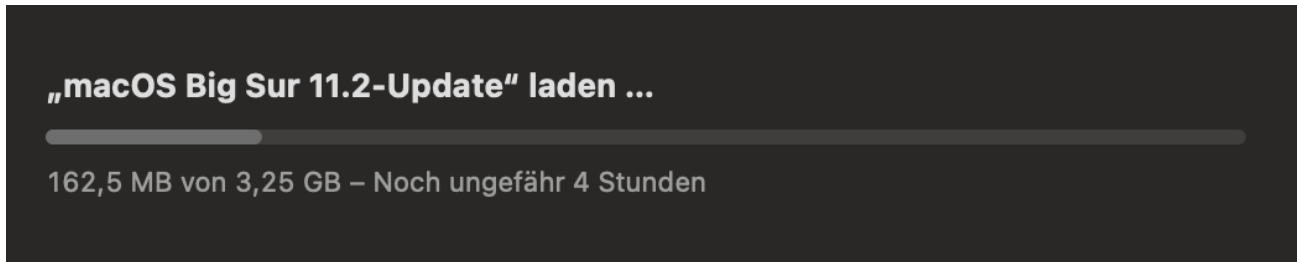 „macOS Big Sur 11.2-Update“ laden ...
162,5 MB von 3,25 GB – Noch ungefähr 4 Stunden